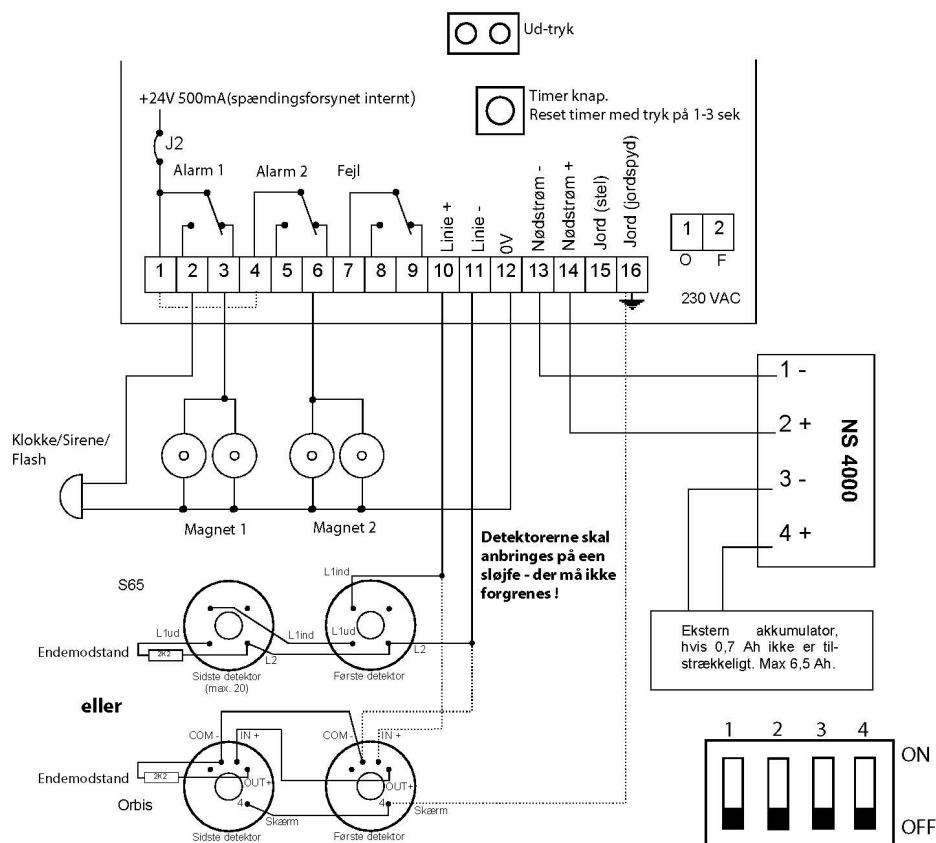 Ud-tryk
+24V 500mA(spændingsforsynet internt)
Timer knap.
Reset timer med tryk på 1-3 sek
J2
Alarm 1
Alarm 2
Fejl
Linie +
Linie -
0V
Nødstrøm -
Nødstrøm +
Jord (stel)
Jord (jordspyd)
1 2
O F
230 VAC
1 2 3 4 5 6 7 8 9 10 11 12 13 14 15 16
Klokke/Sirene/
Flash
Magnet 1
Magnet 2
1 -
2 +
3 -
4 +
NS 4000
Detektorerne skal
anbringes på een
sløjfe - der må ikke
forgrenes !
Ekstern akkumulator,
hvis 0,7 Ah ikke er til-
strækkeligt. Max 6,5 Ah.
S65
L1ind
L1ud
L1ind
L1ud
L2
L2
Endemodstand
2K2
Sidste detektor
(max. 20)
Første detektor
eller
COM -
IN +
COM -
IN +
Endemodstand
2K2
OUT+
OUT+
Orbis
4
4
Skærm
Skærm
Sidste detektor
Første detektor
1 2 3 4
ON
OFF